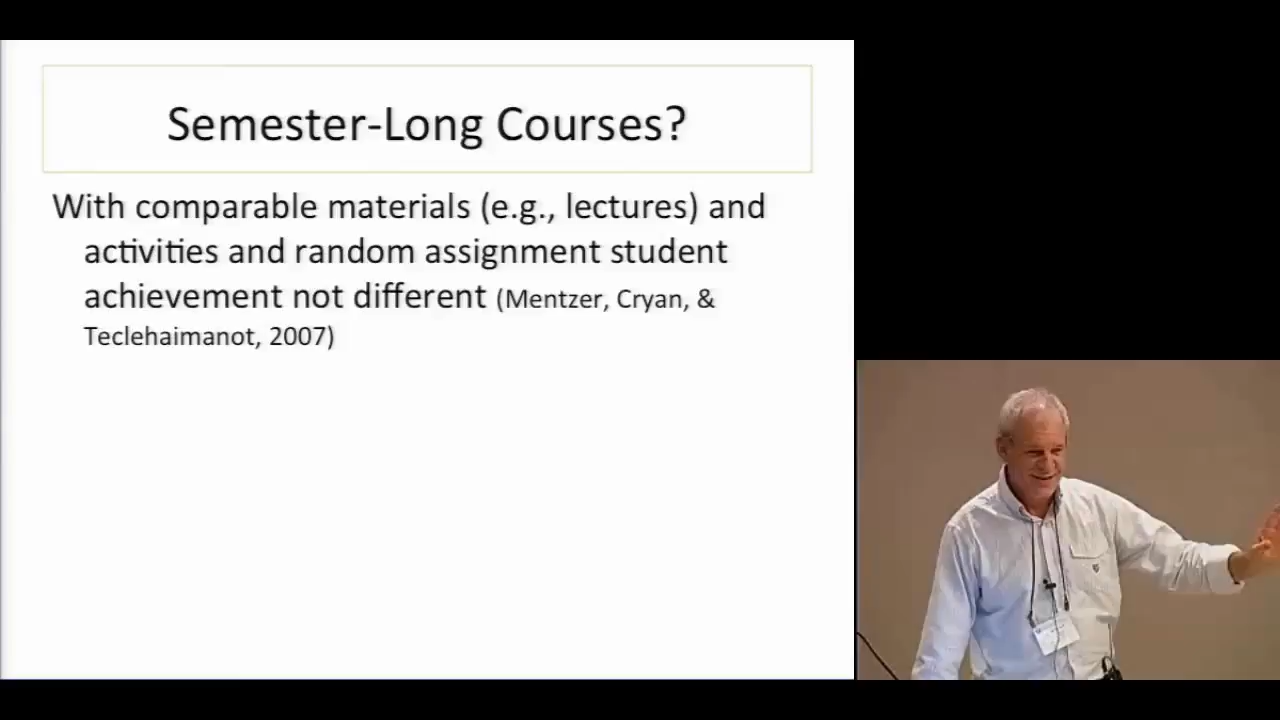 Semester-Long Courses?
With comparable materials (e.g., lectures) and
activities and random assignment student
achievement not different (Mentzer, Cryan, &
Teclehaimanot, 2007)